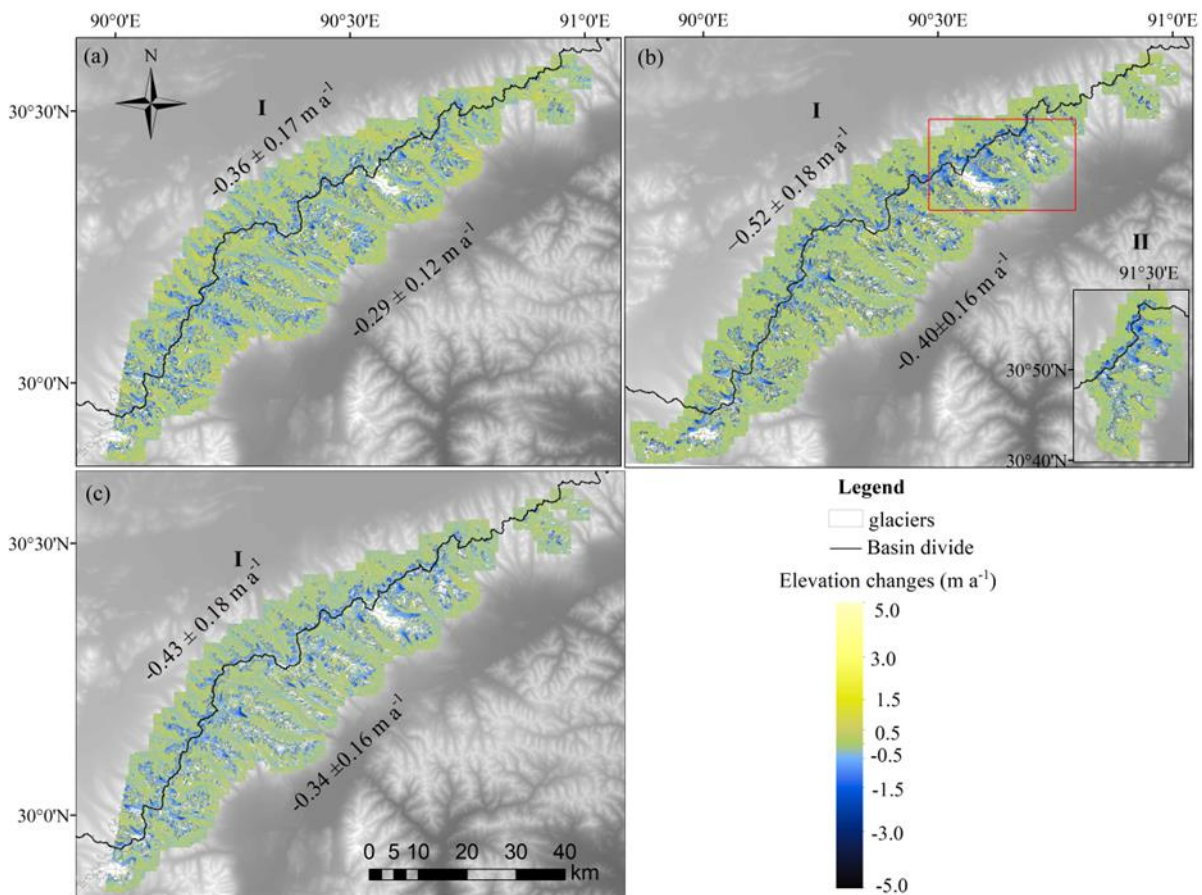 90°0'E 90°30'E 91°0'E 90°0'E 90°30'E 91°0'E
(a)
N
I
30°30'N
-0.36 ± 0.17 m a⁻¹
-0.29 ± 0.12 m a⁻¹
30°0'N
(b)
I
−0.52 ± 0.18 m a⁻¹
-0. 40±0.16 m a⁻¹
II
91°30'E
30°50'N
30°40'N
(c)
I
30°30'N
-0.43 ± 0.18 m a⁻¹
-0.34 ±0.16 m a⁻¹
30°0'N
0 5 10 20 30 40
km
Legend
glaciers
Basin divide
Elevation changes (m a⁻¹)
5.0
3.0
1.5
0.5
-0.5
-1.5
-3.0
-5.0